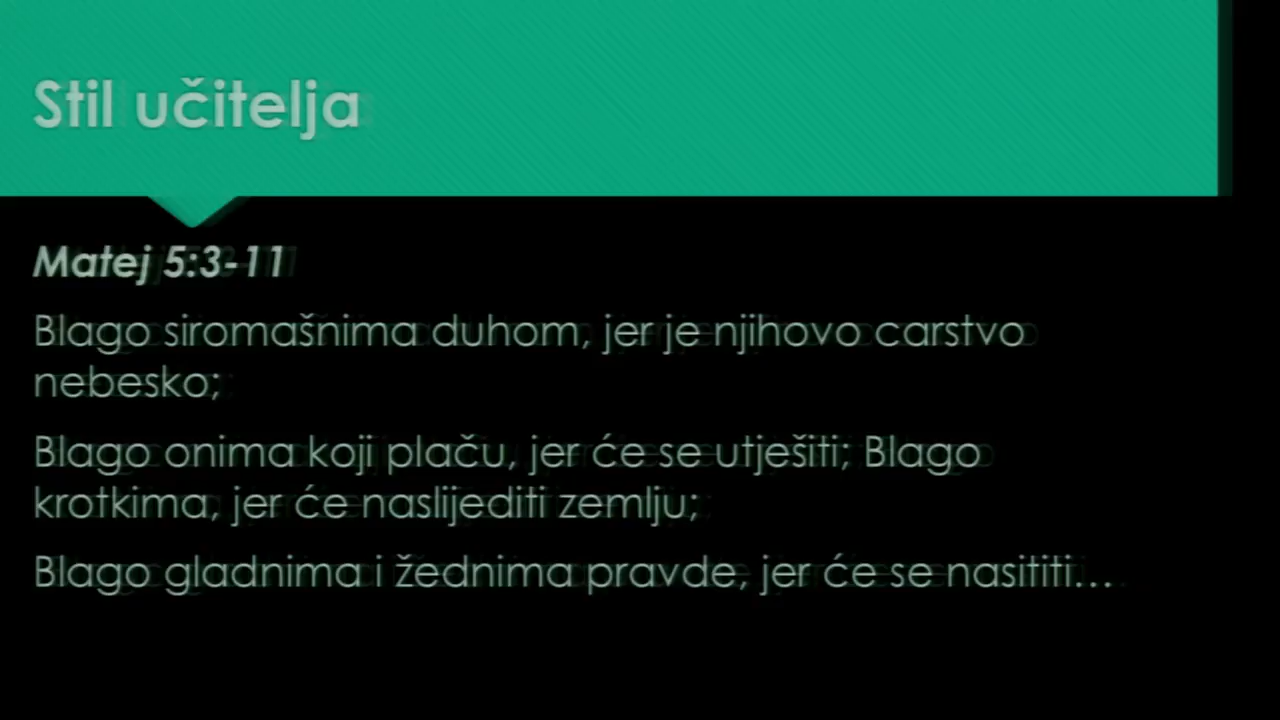 Stil učitelja
Matej 5:3-11
Blago siromašnima duhom, jer je njihovo carstvo
nebesko;
Blago onima koji plaču, jer će se utješiti; Blago
krotkima, jer će naslijediti zemlju;
Blago gladnima i žednima pravde, jer će se nasititi…